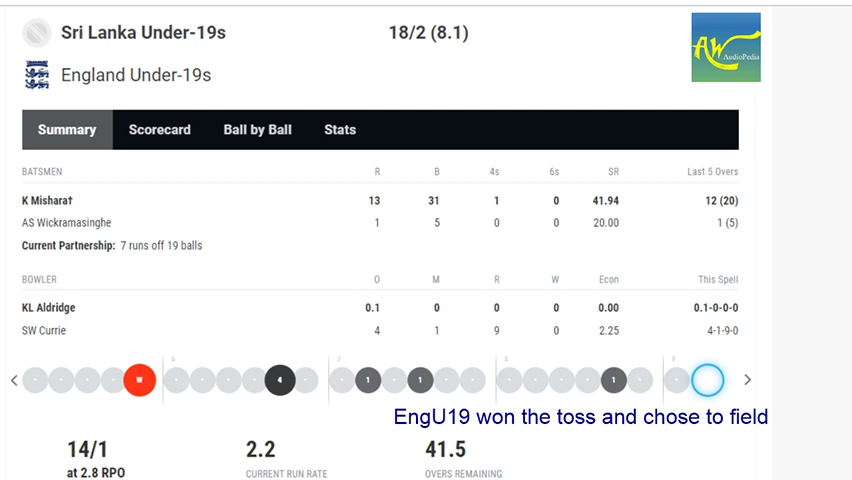 Sri Lanka Under-19s 18/2 (8.1)
AW AudioPedia
England Under-19s
Summary Scorecard Ball by Ball Stats
BATSMEN R B 4s 6s SR Last 5 Overs
K Misharat 13 31 1 0 41.94 12 (20)
AS Wickramasinghe 1 5 0 0 20.00 1 (5)
Current Partnership: 7 runs off 19 balls
BOWLER O M R W Econ This Spell
KL Aldridge 0.1 0 0 0 0.00 0.1-0-0-0
SW Currie 4 1 9 0 2.25 4-1-9-0
6 7 8 9
W 4 1 1 1
EngU19 won the toss and chose to field
14/1 2.2 41.5
at 2.8 RPO CURRENT RUN RATE OVERS REMAINING